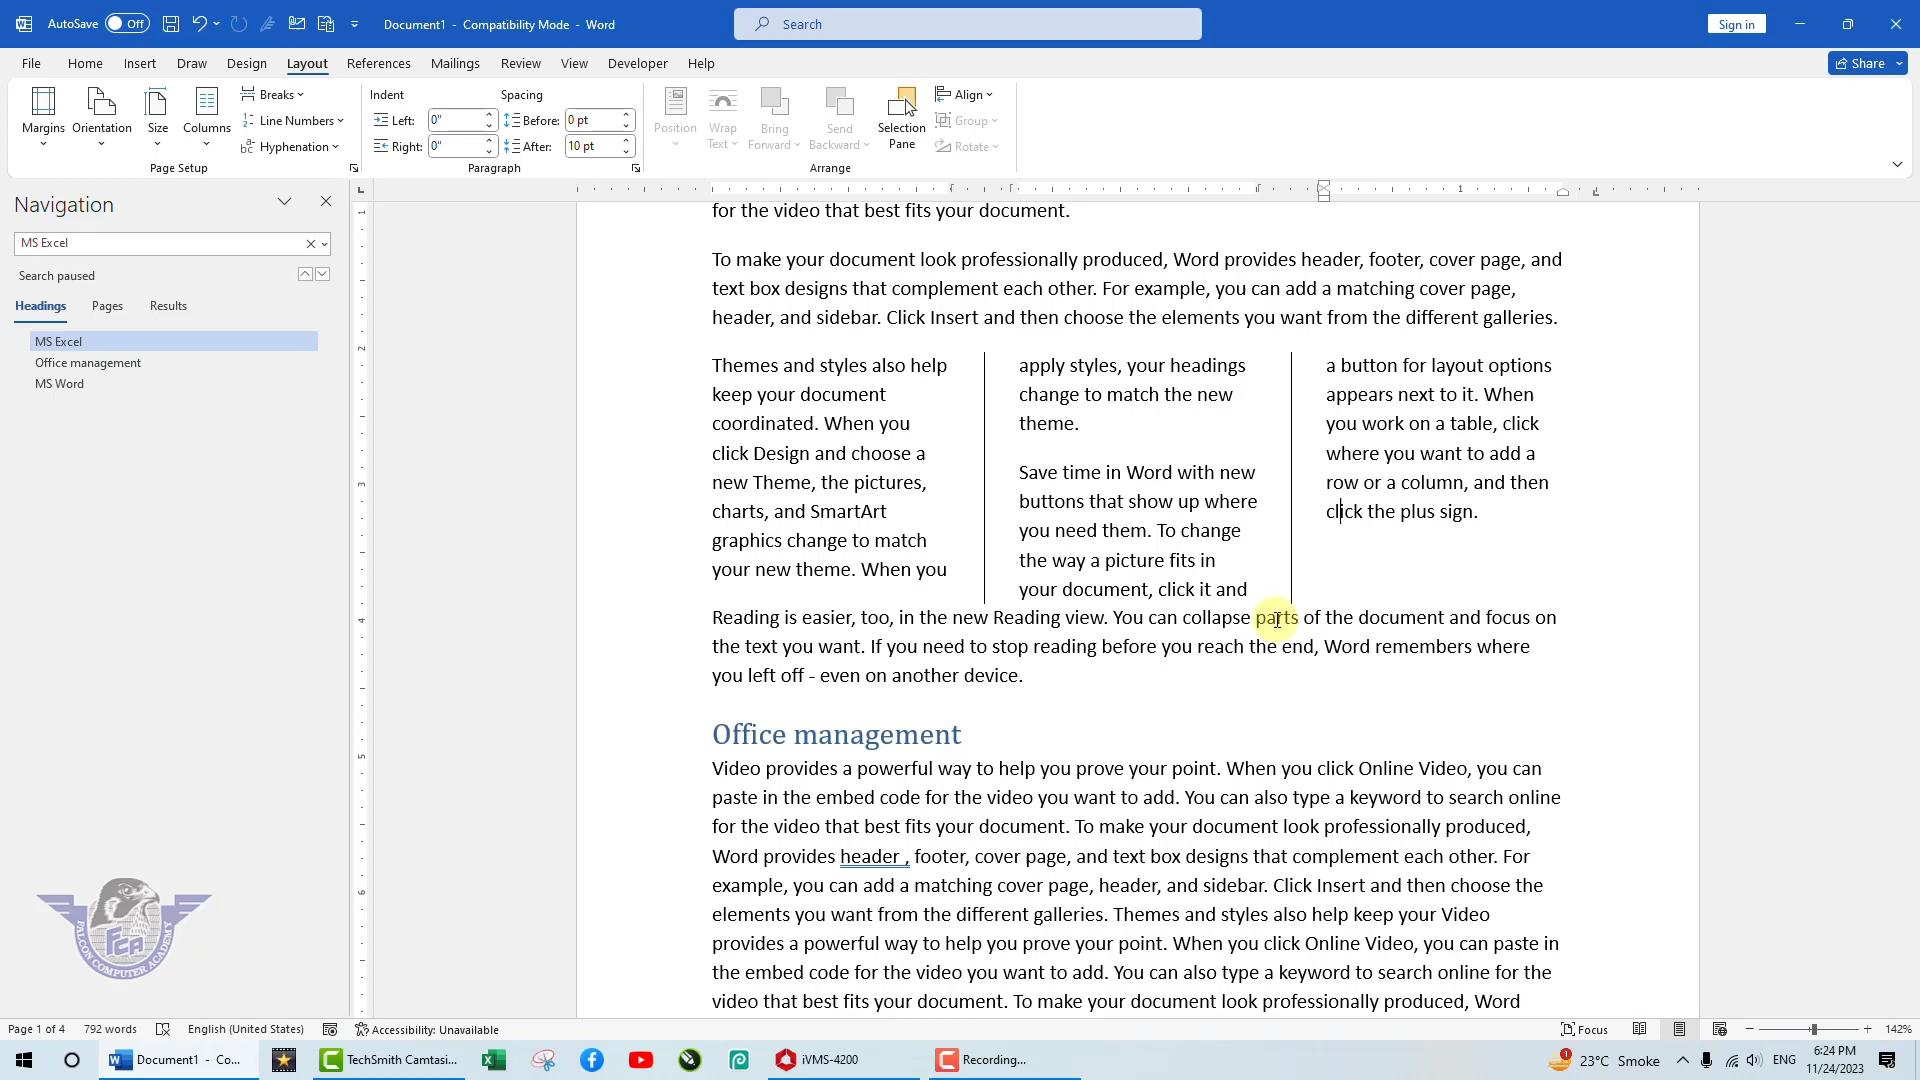 AutoSave Off
Document1 - Compatibility Mode - Word
Search
Sign in
File Home Insert Draw Design Layout References Mailings Review View Developer Help
Share
Margins
Orientation
Size
Columns
Breaks
Line Numbers
Hyphenation
Page Setup
Indent
Left: 0"
Right: 0"
Spacing
Before: 0 pt
After: 10 pt
Paragraph
Position
Wrap
Text
Bring
Forward
Send
Backward
Selection
Pane
Align
Group
Rotate
Arrange
Navigation
MS Excel
Search paused
Headings Pages Results
MS Excel
Office management
MS Word
FALCON COMPUTER ACADEMY
FCA
for the video that best fits your document.
To make your document look professionally produced, Word provides header, footer, cover page, and
text box designs that complement each other. For example, you can add a matching cover page,
header, and sidebar. Click Insert and then choose the elements you want from the different galleries.
Themes and styles also help
keep your document
coordinated. When you
click Design and choose a
new Theme, the pictures,
charts, and SmartArt
graphics change to match
your new theme. When you
apply styles, your headings
change to match the new
theme.
Save time in Word with new
buttons that show up where
you need them. To change
the way a picture fits in
your document, click it and
a button for layout options
appears next to it. When
you work on a table, click
where you want to add a
row or a column, and then
click the plus sign.
Reading is easier, too, in the new Reading view. You can collapse parts of the document and focus on
the text you want. If you need to stop reading before you reach the end, Word remembers where
you left off - even on another device.
Office management
Video provides a powerful way to help you prove your point. When you click Online Video, you can
paste in the embed code for the video you want to add. You can also type a keyword to search online
for the video that best fits your document. To make your document look professionally produced,
Word provides header , footer, cover page, and text box designs that complement each other. For
example, you can add a matching cover page, header, and sidebar. Click Insert and then choose the
elements you want from the different galleries. Themes and styles also help keep your Video
provides a powerful way to help you prove your point. When you click Online Video, you can paste in
the embed code for the video you want to add. You can also type a keyword to search online for the
video that best fits your document. To make your document look professionally produced, Word
Page 1 of 4 792 words English (United States) Accessibility: Unavailable
Focus 142%
Document1 - Co...
TechSmith Camtasi...
iVMS-4200
Recording...
1 23°C Smoke
ENG
6:24 PM
11/24/2023